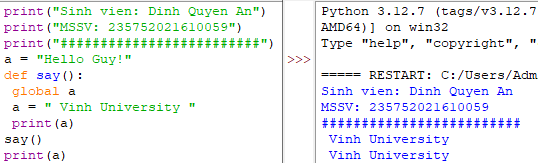 print("Sinh vien: Dinh Quyen An")
print("MSSV: 235752021610059")
print("#########################")
a = "Hello Guy!"
def say():
 global a
 a = " Vinh University "
 print(a)
say()
print(a)
>>>
Python 3.12.7 (tags/v3.12.7
AMD64)] on win32
Type "help", "copyright", "
===== RESTART: C:/Users/Adm
Sinh vien: Dinh Quyen An
MSSV: 235752021610059
#########################
 Vinh University
 Vinh University